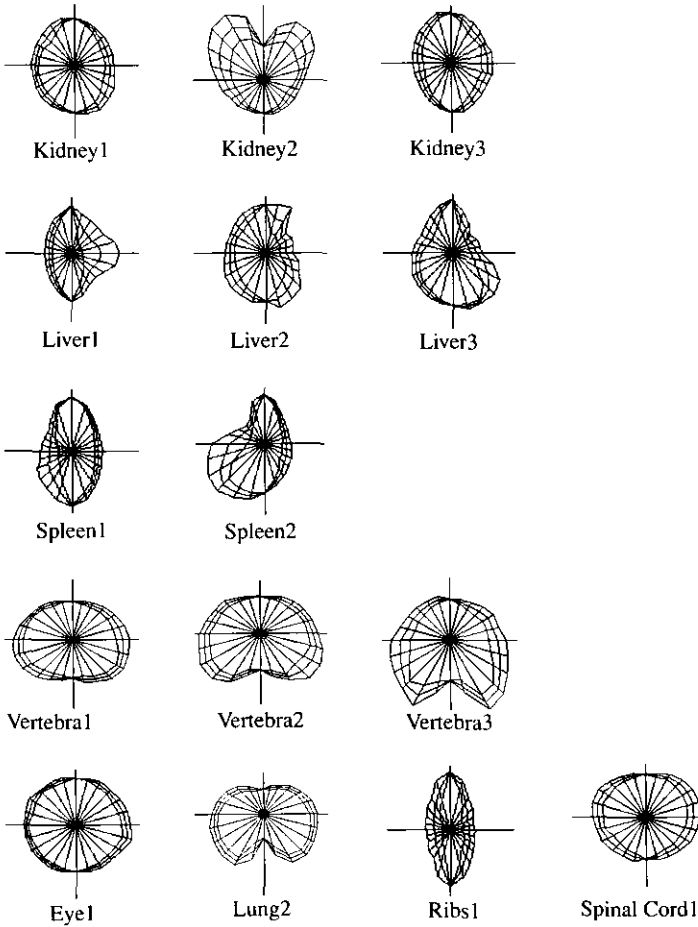 Kidney1 Kidney2 Kidney3
Liver1 Liver2 Liver3
Spleen1 Spleen2
Vertebra1 Vertebra2 Vertebra3
Eye1 Lung2 Ribs1 Spinal Cord1